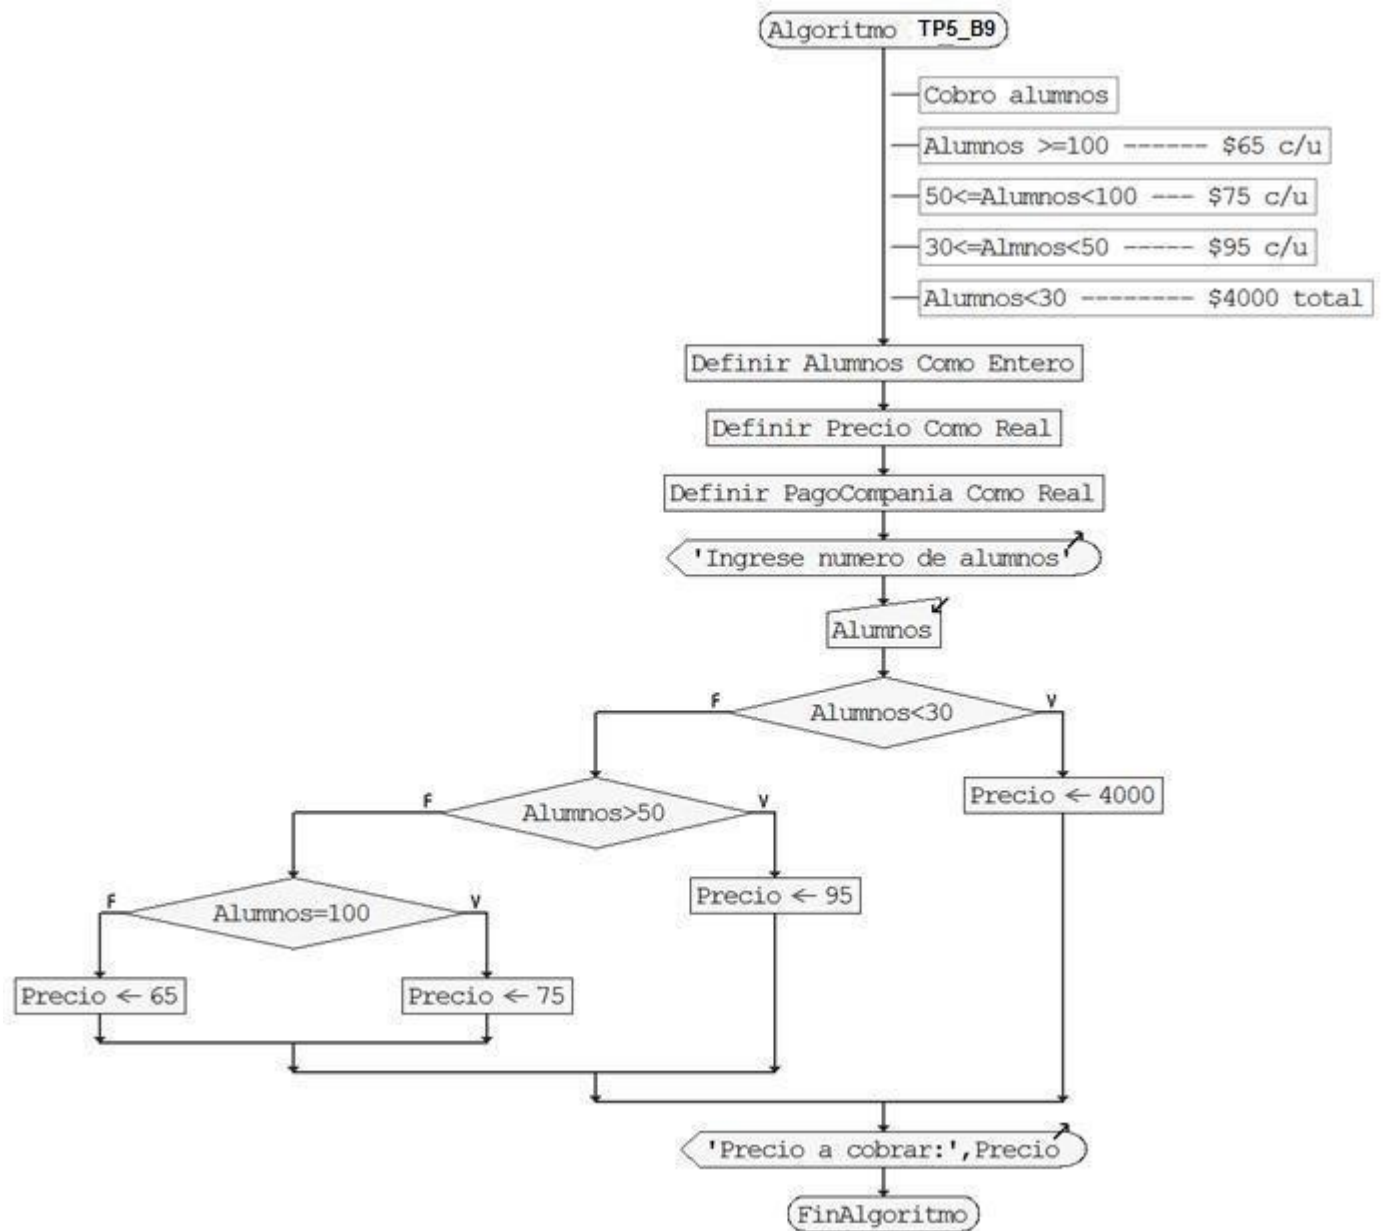 Algoritmo TP5_B9
Cobro alumnos
Alumnos >=100 ------ $65 c/u
50<=Alumnos<100 --- $75 c/u
30<=Almnos<50 ----- $95 c/u
Alumnos<30 -------- $4000 total
Definir Alumnos Como Entero
Definir Precio Como Real
Definir PagoCompania Como Real
'Ingrese numero de alumnos'
Alumnos
F
Alumnos<30
V
F
Alumnos>50
V
Precio ← 4000
F
Alumnos=100
V
Precio ← 95
Precio ← 65
Precio ← 75
'Precio a cobrar:',Precio
FinAlgoritmo